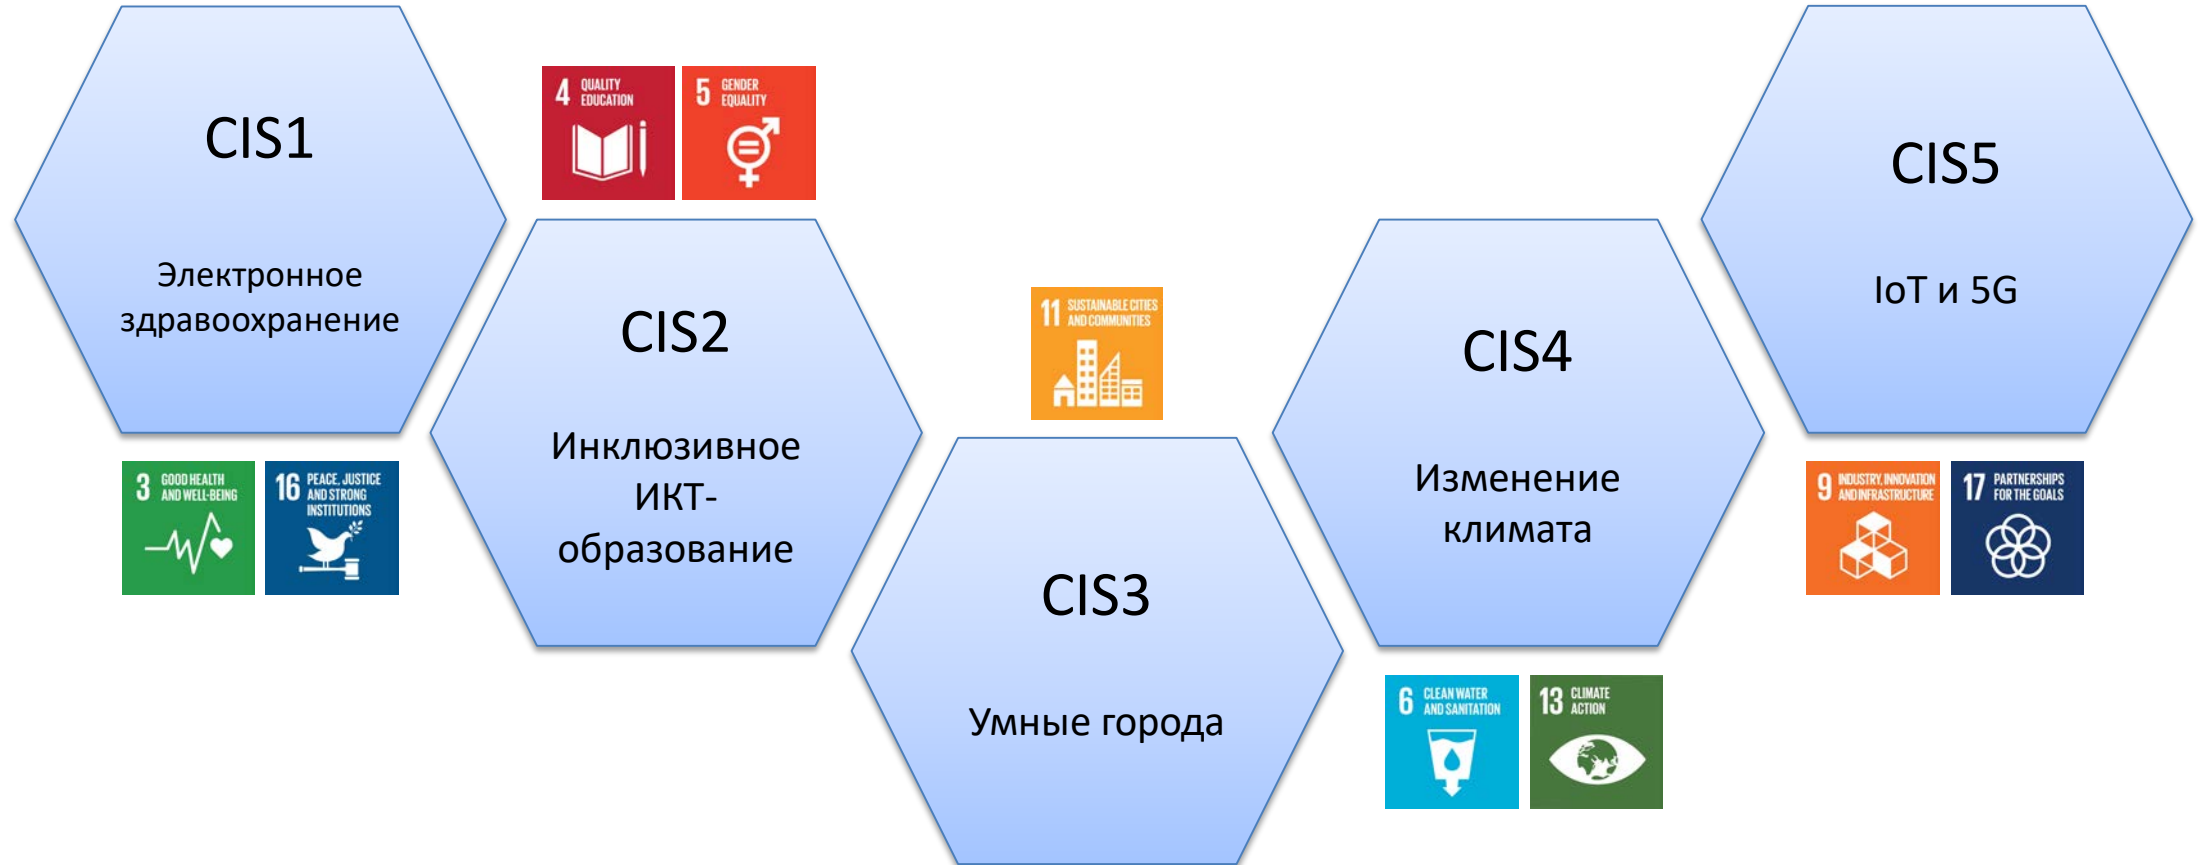 CIS1
Электронное
здравоохранение
3 GOOD HEALTH
AND WELL-BEING
16 PEACE, JUSTICE
AND STRONG
INSTITUTIONS
4 QUALITY
EDUCATION
5 GENDER
EQUALITY
CIS2
Инклюзивное
ИКТ-
образование
11 SUSTAINABLE CITIES
AND COMMUNITIES
CIS3
Умные города
CIS4
Изменение
климата
6 CLEAN WATER
AND SANITATION
13 CLIMATE
ACTION
CIS5
IoT и 5G
9 INDUSTRY, INNOVATION
AND INFRASTRUCTURE
17 PARTNERSHIPS
FOR THE GOALS